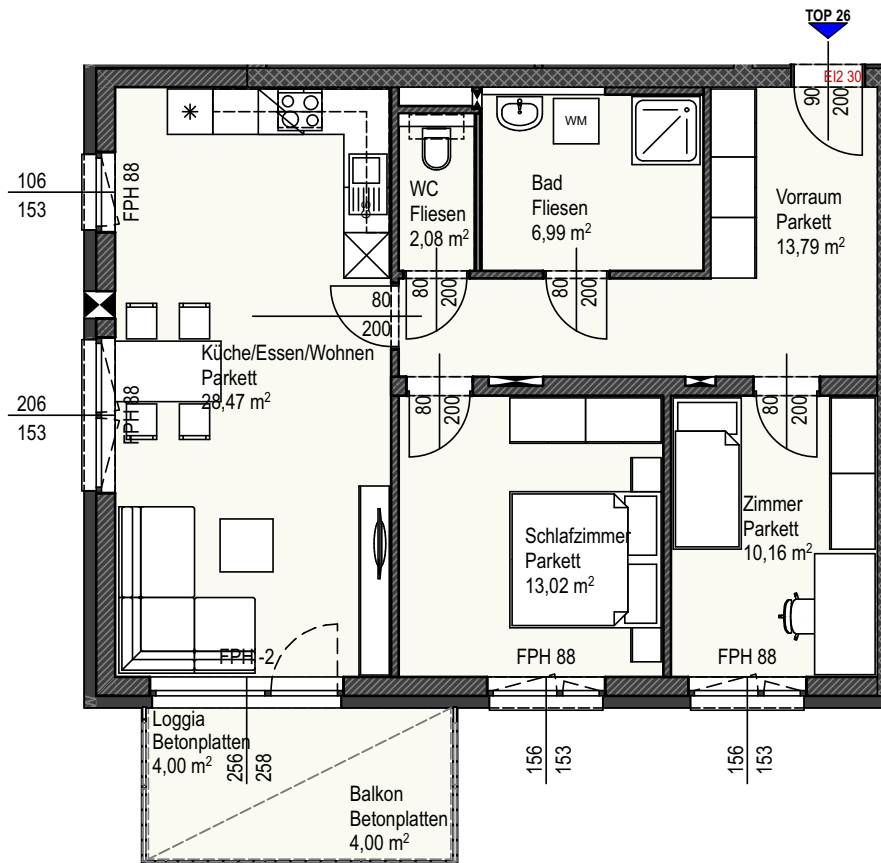 TOP 26
EI2 30
90
200
106
153
FPH 88
WM
WC
Fliesen
2,08 m²
Bad
Fliesen
6,99 m²
Vorraum
Parkett
13,79 m²
80
200
80
200
80
200
Küche/Essen/Wohnen
Parkett
28,47 m²
206
153
FPH 88
80
200
80
200
Schlafzimmer
Parkett
13,02 m²
Zimmer
Parkett
10,16 m²
FPH -2
FPH 88
FPH 88
Loggia
Betonplatten
4,00 m²
256
258
156
153
156
153
Balkon
Betonplatten
4,00 m²